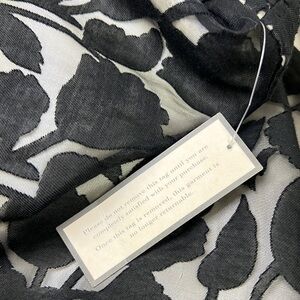 Please do not remove this tag until you are
completely satisfied with your purchase.
Once this tag is removed, this garment is
no longer returnable.